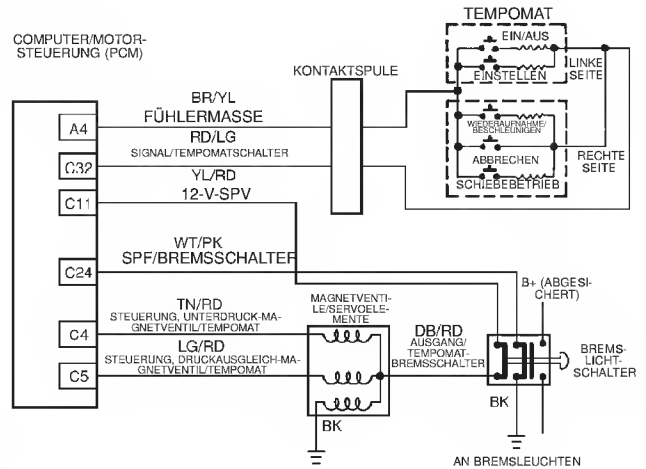 TEMPOMAT
COMPUTER/MOTOR-
STEUERUNG (PCM)
EIN/AUS
EINSTELLEN
LINKE
SEITE
KONTAKTSPULE
BR/YL
A4
FÜHLERMASSE
RD/LG
SIGNAL/TEMPOMATSCHALTER
C32
WIEDERAUFNAHME/
BESCHLEUNIGEN
ABBRECHEN
SCHIEBEBETRIEB
RECHTE
SEITE
YL/RD
C11
12-V-SPV
WT/PK
SPF/BREMSSCHALTER
C24
B+ (ABGESI-
CHERT)
TN/RD
C4
STEUERUNG, UNTERDRUCK-MA-
GNETVENTIL/TEMPOMAT
MAGNETVENTI-
LE/SERVOELE-
MENTE
LG/RD
C5
STEUERUNG, DRUCKAUSGLEICH-MA-
GNETVENTIL/TEMPOMAT
DB/RD
AUSGANG/
TEMPOMAT-
BREMSSCHALTER
BREMS-
LICHT-
SCHALTER
BK
BK
AN BREMSLEUCHTEN